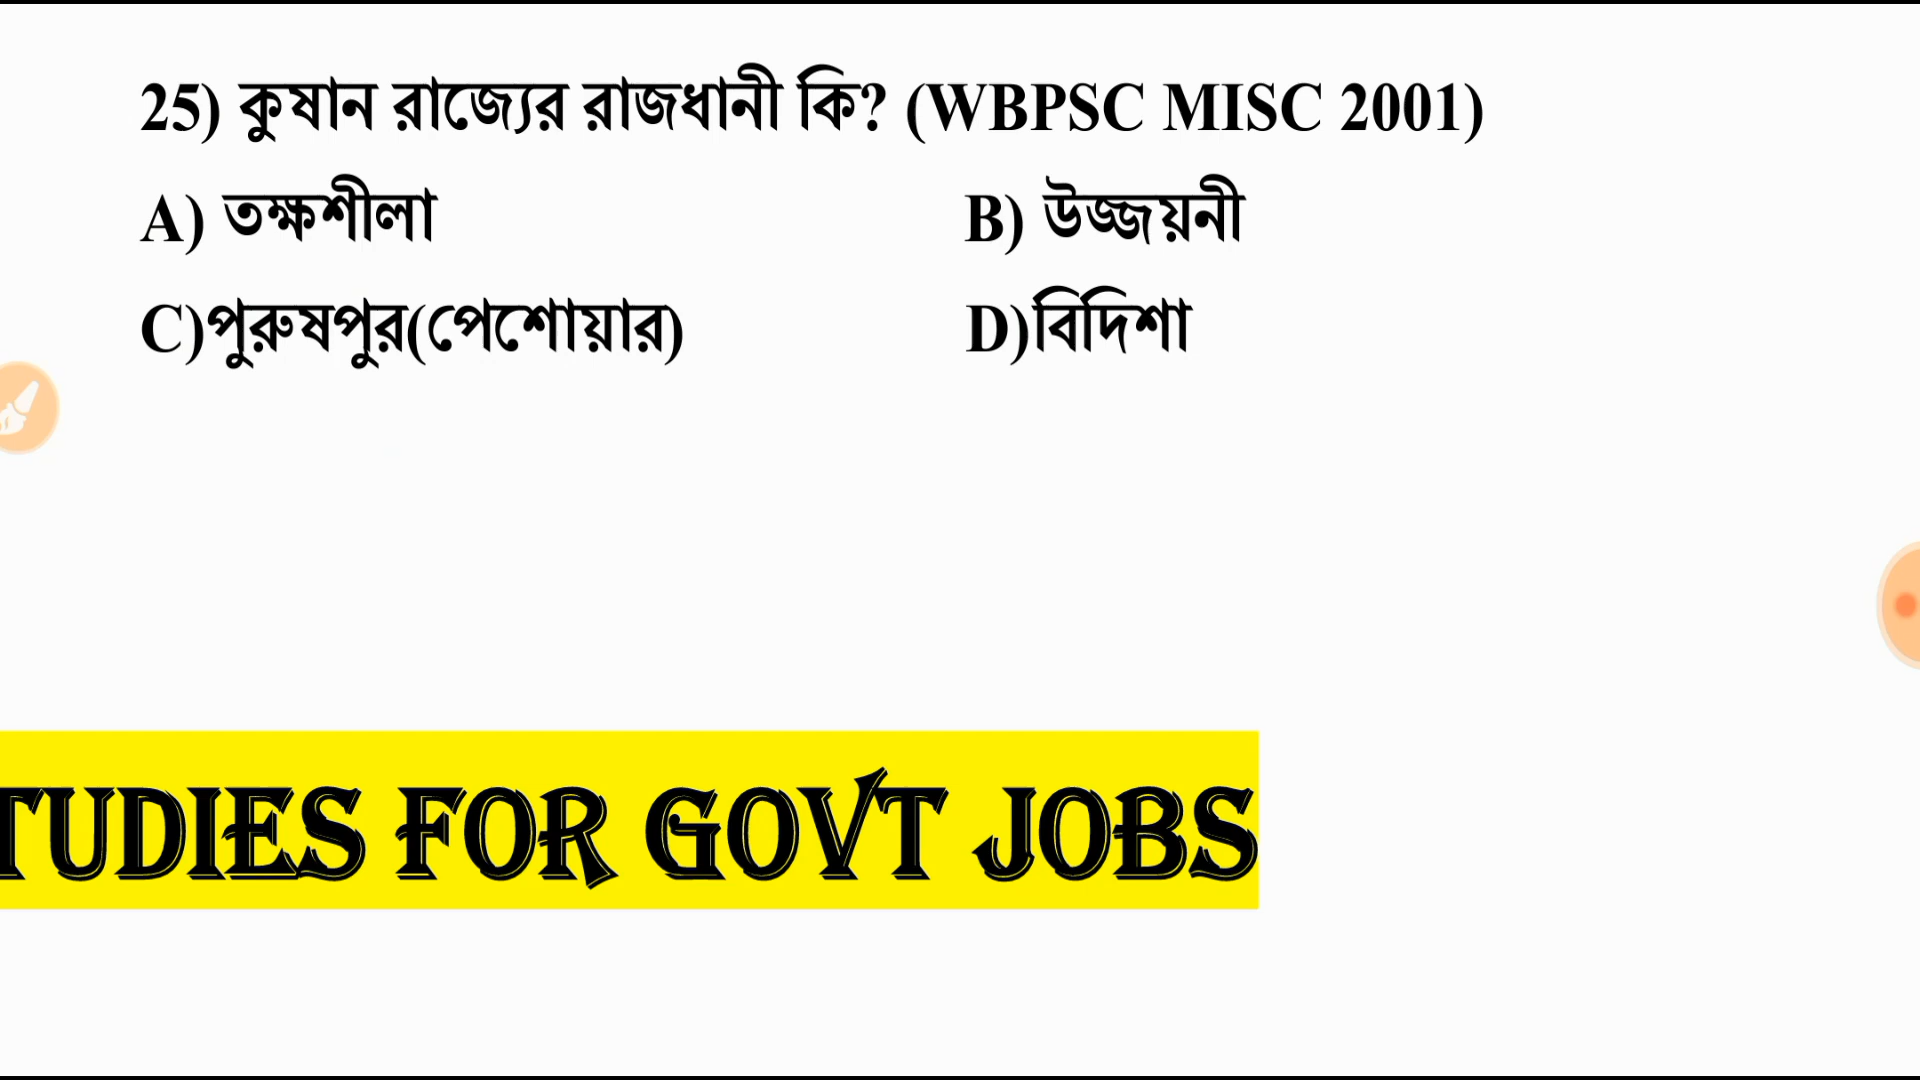 25) কুষান রাজ্যের রাজধানী কি? (WBPSC MISC 2001)
A) তক্ষশীলা B) উজ্জয়নী
C)পুরুষপুর(পেশোয়ার) D)বিদিশা
TUDIES FOR GOVT JOBS